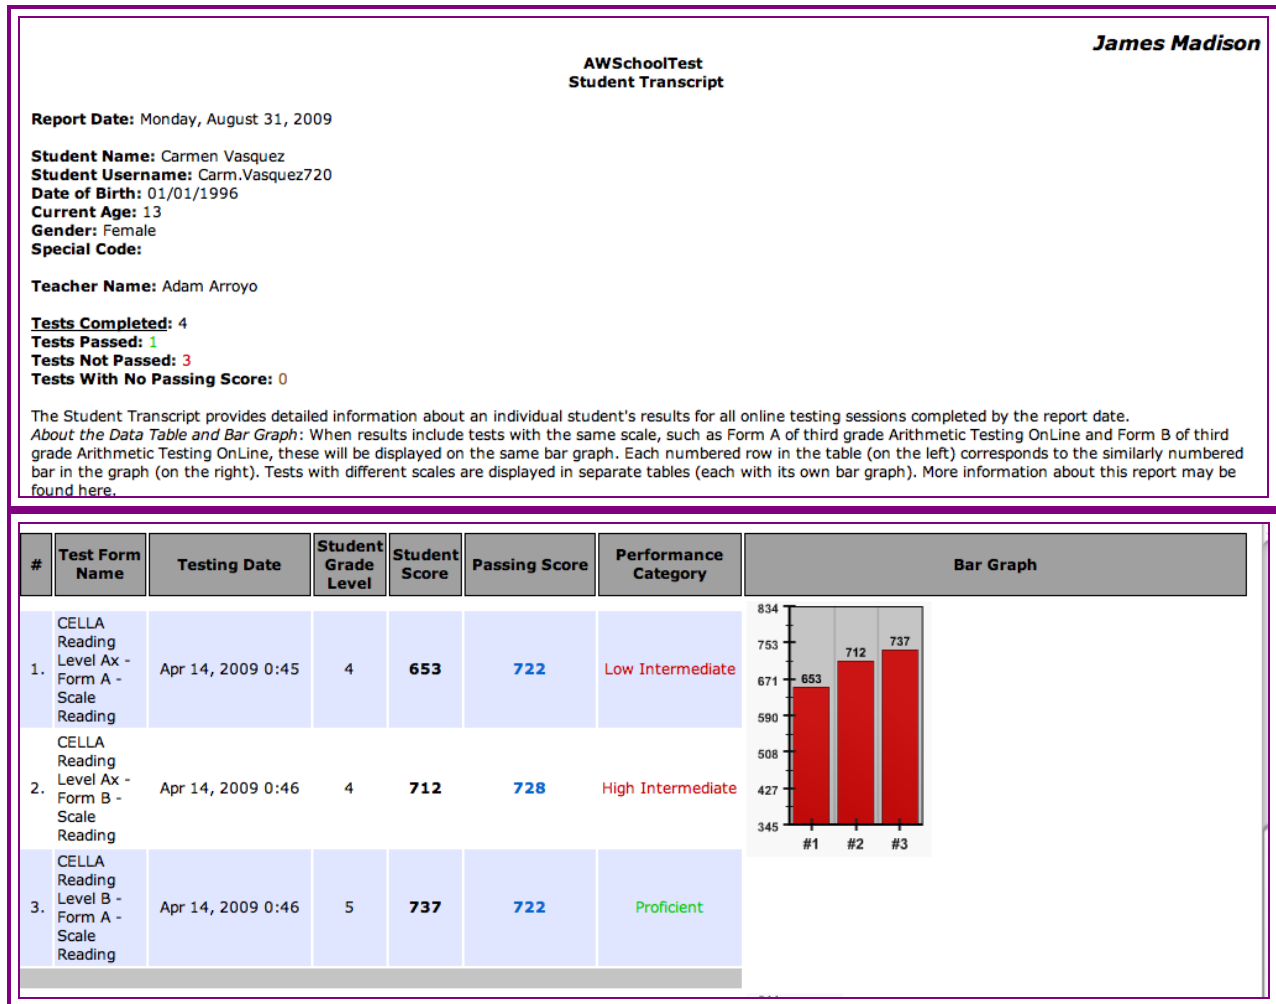 James Madison
AWSchoolTest
Student Transcript
Report Date: Monday, August 31, 2009
Student Name: Carmen Vasquez
Student Username: Carm.Vasquez720
Date of Birth: 01/01/1996
Current Age: 13
Gender: Female
Special Code:
Teacher Name: Adam Arroyo
Tests Completed: 4
Tests Passed: 1
Tests Not Passed: 3
Tests With No Passing Score: 0
The Student Transcript provides detailed information about an individual student's results for all online testing sessions completed by the report date.
About the Data Table and Bar Graph: When results include tests with the same scale, such as Form A of third grade Arithmetic Testing OnLine and Form B of third
grade Arithmetic Testing OnLine, these will be displayed on the same bar graph. Each numbered row in the table (on the left) corresponds to the similarly numbered
bar in the graph (on the right). Tests with different scales are displayed in separate tables (each with its own bar graph). More information about this report may be
found here.
# Test Form Name Testing Date Student Grade Level Student Score Passing Score Performance Category Bar Graph
1. CELLA Reading Level Ax - Form A - Scale Reading Apr 14, 2009 0:45 4 653 722 Low Intermediate
2. CELLA Reading Level Ax - Form B - Scale Reading Apr 14, 2009 0:46 4 712 728 High Intermediate
3. CELLA Reading Level B - Form A - Scale Reading Apr 14, 2009 0:46 5 737 722 Proficient
834
753
671
590
508
427
345
653 712 737
#1 #2 #3